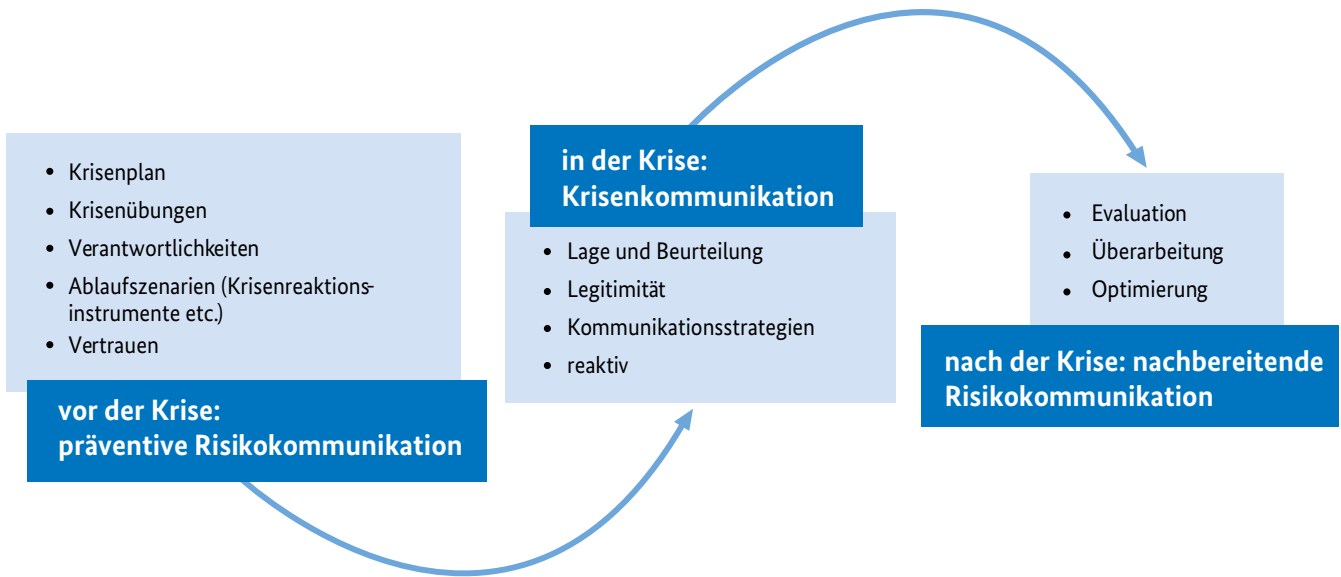 • Krisenplan
• Krisenübungen
• Verantwortlichkeiten
• Ablaufszenarien (Krisenreaktions-
instrumente etc.)
• Vertrauen
vor der Krise:
präventive Risikokommunikation
in der Krise:
Krisenkommunikation
• Lage und Beurteilung
• Legitimität
• Kommunikationsstrategien
• reaktiv
• Evaluation
• Überarbeitung
• Optimierung
nach der Krise: nachbereitende
Risikokommunikation